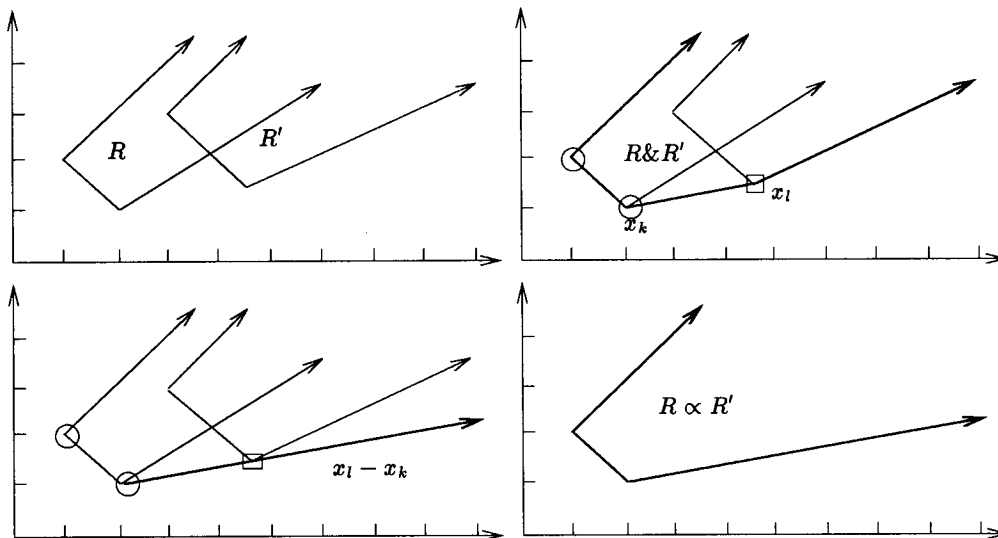 R
R′
R&R′
x_l
x_k
x_l − x_k
R ∝ R′